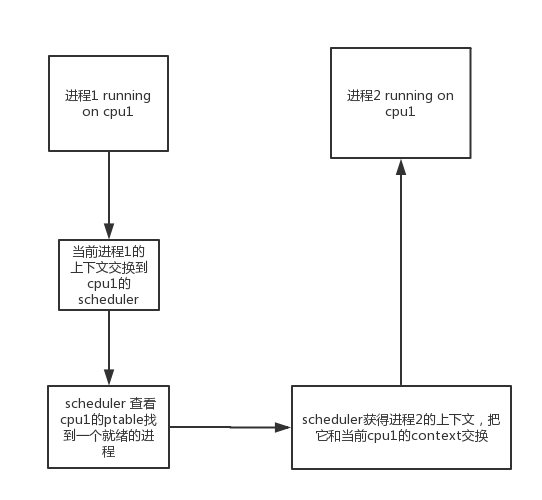 进程1 running
on cpu1
进程2 running on
cpu1
当前进程1的
上下文交换到
cpu1的
scheduler
scheduler 查看
cpu1的ptable找
到一个就绪的进
程
scheduler获得进程2的上下文，把
它和当前cpu1的context交换